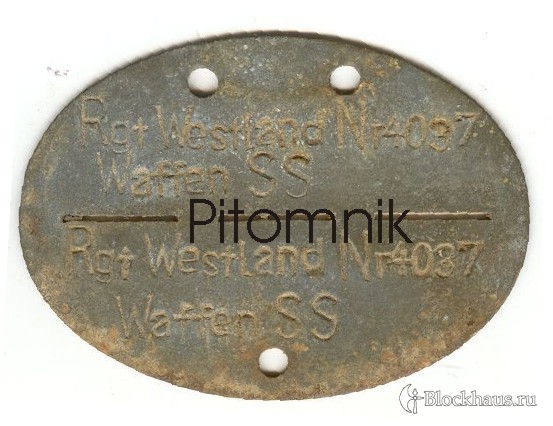 Rgt Westland Nr4037
Waffen SS
Pitomnik
Rgt Westland Nr4037
Waffen SS
Blockhaus.ru